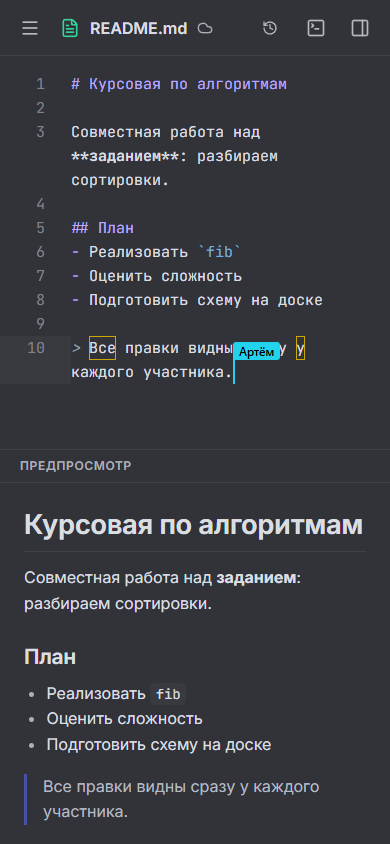 README.md
1 # Курсовая по алгоритмам
2
3 Совместная работа над
**заданием**: разбираем
сортировки.
4
5 ## План
6 - Реализовать `fib`
7 - Оценить сложность
8 - Подготовить схему на доске
9
10 > Все правки видны у у
Артём
каждого участника.
ПРЕДПРОСМОТР
Курсовая по алгоритмам
Совместная работа над заданием:
разбираем сортировки.
План
• Реализовать fib
• Оценить сложность
• Подготовить схему на доске
Все правки видны сразу у каждого
участника.